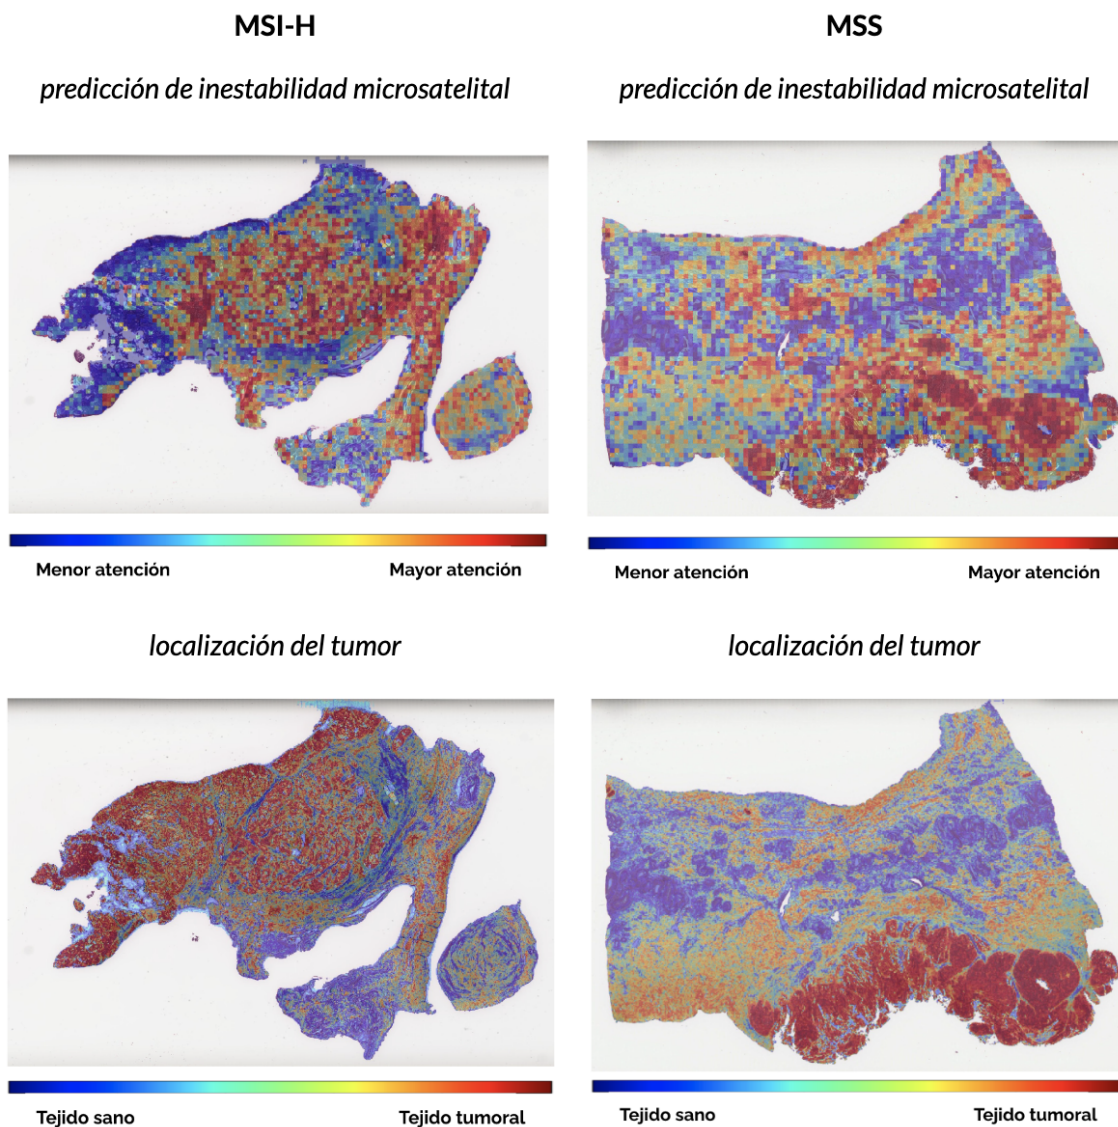 MSI-H
MSS
predicción de inestabilidad microsatelital
predicción de inestabilidad microsatelital
Menor atención
Mayor atención
Menor atención
Mayor atención
localización del tumor
localización del tumor
Tejido sano
Tejido tumoral
Tejido sano
Tejido tumoral